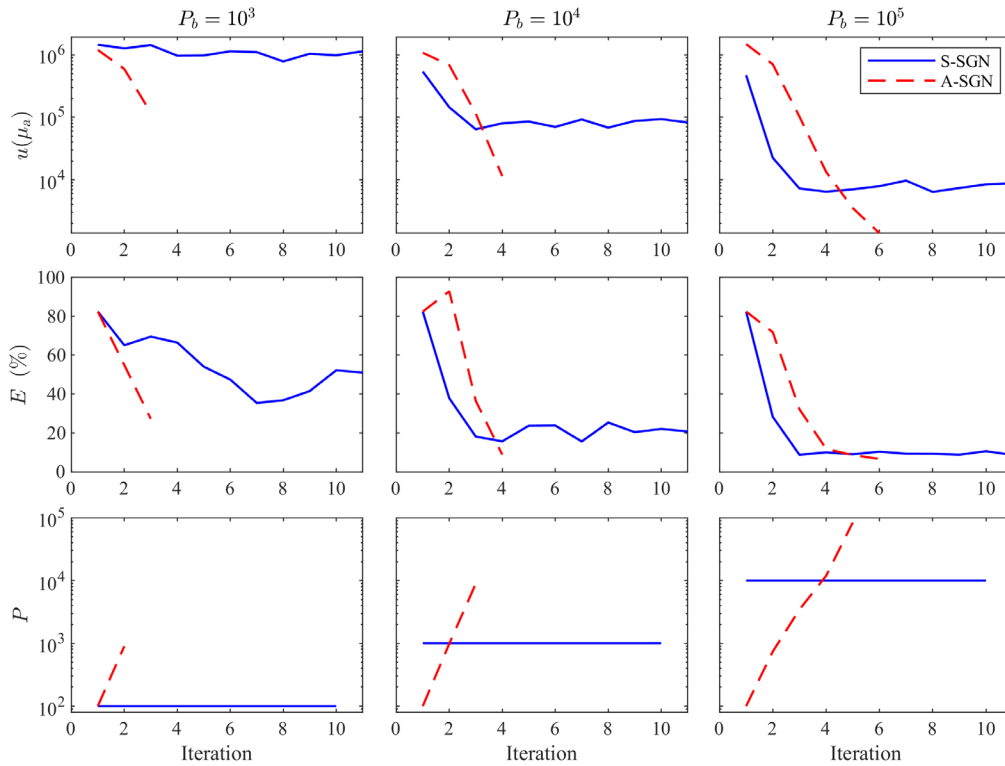 P_b = 10^3
P_b = 10^4
P_b = 10^5
u(μ_a)
10^6
10^5
10^4
0 2 4 6 8 10
0 2 4 6 8 10
0 2 4 6 8 10
S-SGN
A-SGN
E (%)
100
80
60
40
20
0
0 2 4 6 8 10
0 2 4 6 8 10
0 2 4 6 8 10
P
10^5
10^4
10^3
10^2
0 2 4 6 8 10
0 2 4 6 8 10
0 2 4 6 8 10
Iteration
Iteration
Iteration